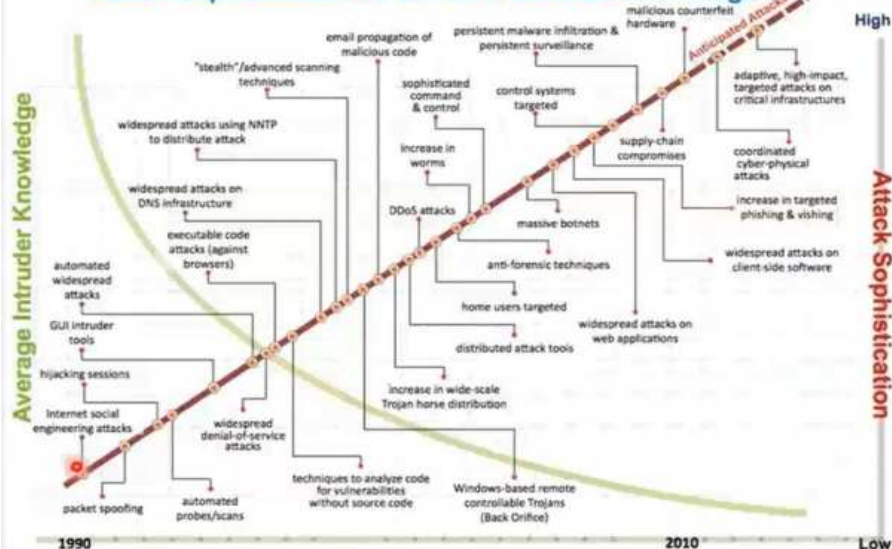 malicious counterfeit
hardware
High
email propagation of
malicious code
persistent malware infiltration &
persistent surveillance
Anticipated Attacks
"stealth"/advanced scanning
techniques
adaptive, high-impact,
targeted attacks on
critical infrastructures
sophisticated
command
& control
control systems
targeted
widespread attacks using NNTP
to distribute attack
supply-chain
compromises
coordinated
cyber-physical
attacks
increase in
worms
widespread attacks on
DNS infrastructure
DDoS attacks
increase in targeted
phishing & vishing
massive botnets
executable code
attacks (against
browsers)
anti-forensic techniques
widespread attacks on
client-side software
automated
widespread
attacks
home users targeted
GUI intruder
tools
widespread attacks on
web applications
distributed attack tools
hijacking sessions
increase in wide-scale
Trojan horse distribution
Internet social
engineering attacks
widespread
denial-of-service
attacks
techniques to analyze code
for vulnerabilities
without source code
Windows-based remote
controllable Trojans
(Back Orifice)
packet spoofing
automated
probes/scans
Average Intruder Knowledge
Attack Sophistication
1990
2010
Low